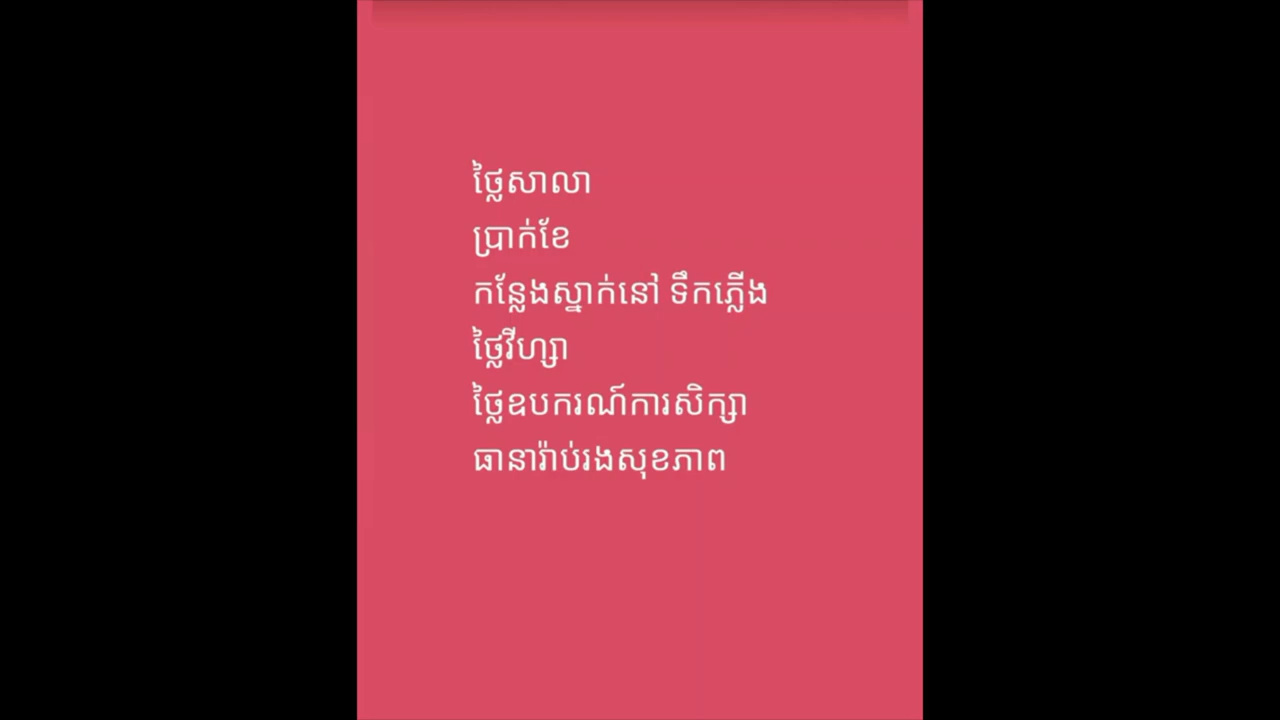 ថ្លៃសាលា
ប្រាក់ខែ
កន្លែងស្នាក់នៅ ទឹកភ្លើង
ថ្លៃវីហ្សា
ថ្លៃឧបករណ៍ការសិក្សា
ធានារ៉ាប់រងសុខភាព